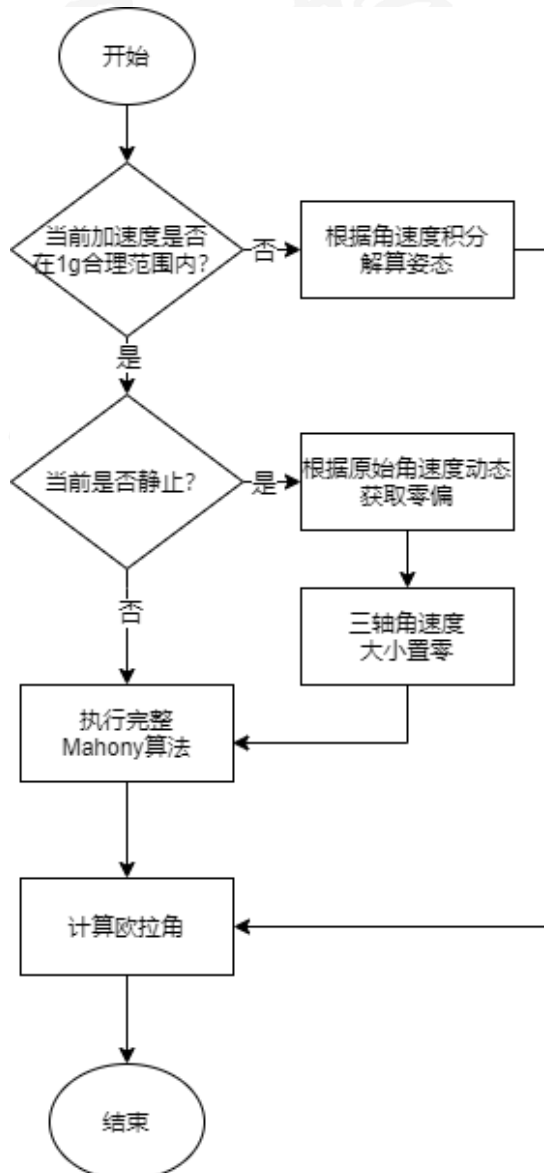 开始
当前加速度是否
在1g合理范围内?
否
根据角速度积分
解算姿态
是
当前是否静止?
是
根据原始角速度动态
获取零偏
否
三轴角速度
大小置零
执行完整
Mahony算法
计算欧拉角
结束